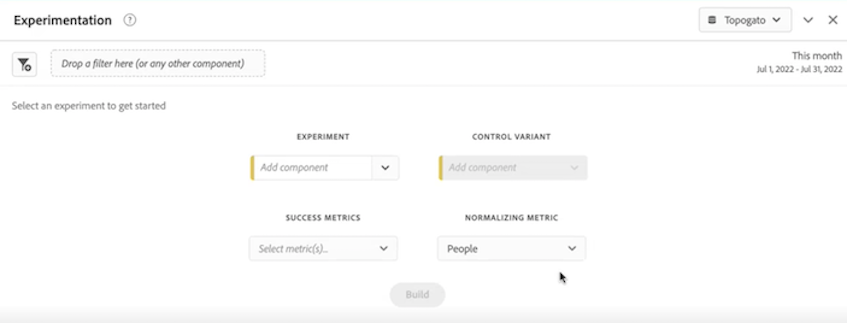 Experimentation ?
Topogato
Drop a filter here (or any other component)
This month
Jul 1, 2022 - Jul 31, 2022
Select an experiment to get started
EXPERIMENT
CONTROL VARIANT
Add component
Add component
SUCCESS METRICS
NORMALIZING METRIC
Select metric(s)...
People
Build